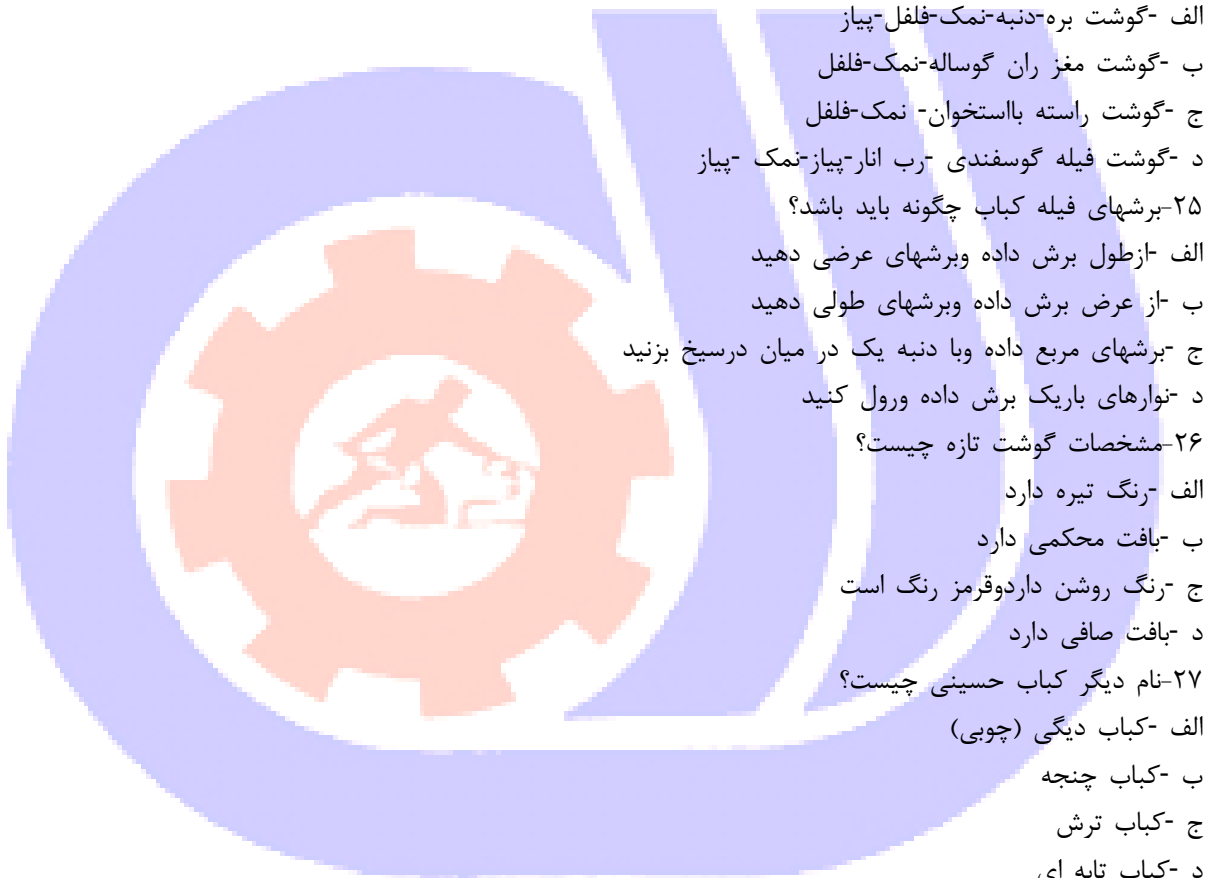 الف -گوشت بره-دنبه-نمک-فلفل-پیاز
ب -گوشت مغز ران گوساله-نمک-فلفل
ج -گوشت راسته بااستخوان- نمک-فلفل
د -گوشت فیله گوسفندی -رب انار-پیاز-نمک -پیاز
۲۵-برشهای فیله کباب چگونه باید باشد؟
الف -ازطول برش داده وبرشهای عرضی دهید
ب -از عرض برش داده وبرشهای طولی دهید
ج -برشهای مربع داده وبا دنبه یک در میان درسیخ بزنید
د -نوارهای باریک برش داده ورول کنید
۲۶-مشخصات گوشت تازه چیست؟
الف -رنگ تیره دارد
ب -بافت محکمی دارد
ج -رنگ روشن داردوقرمز رنگ است
د -بافت صافی دارد
۲۷-نام دیگر کباب حسینی چیست؟
الف -کباب دیگی (چوبی)
ب -کباب چنجه
ج -کباب ترش
د -کباب تابه ای